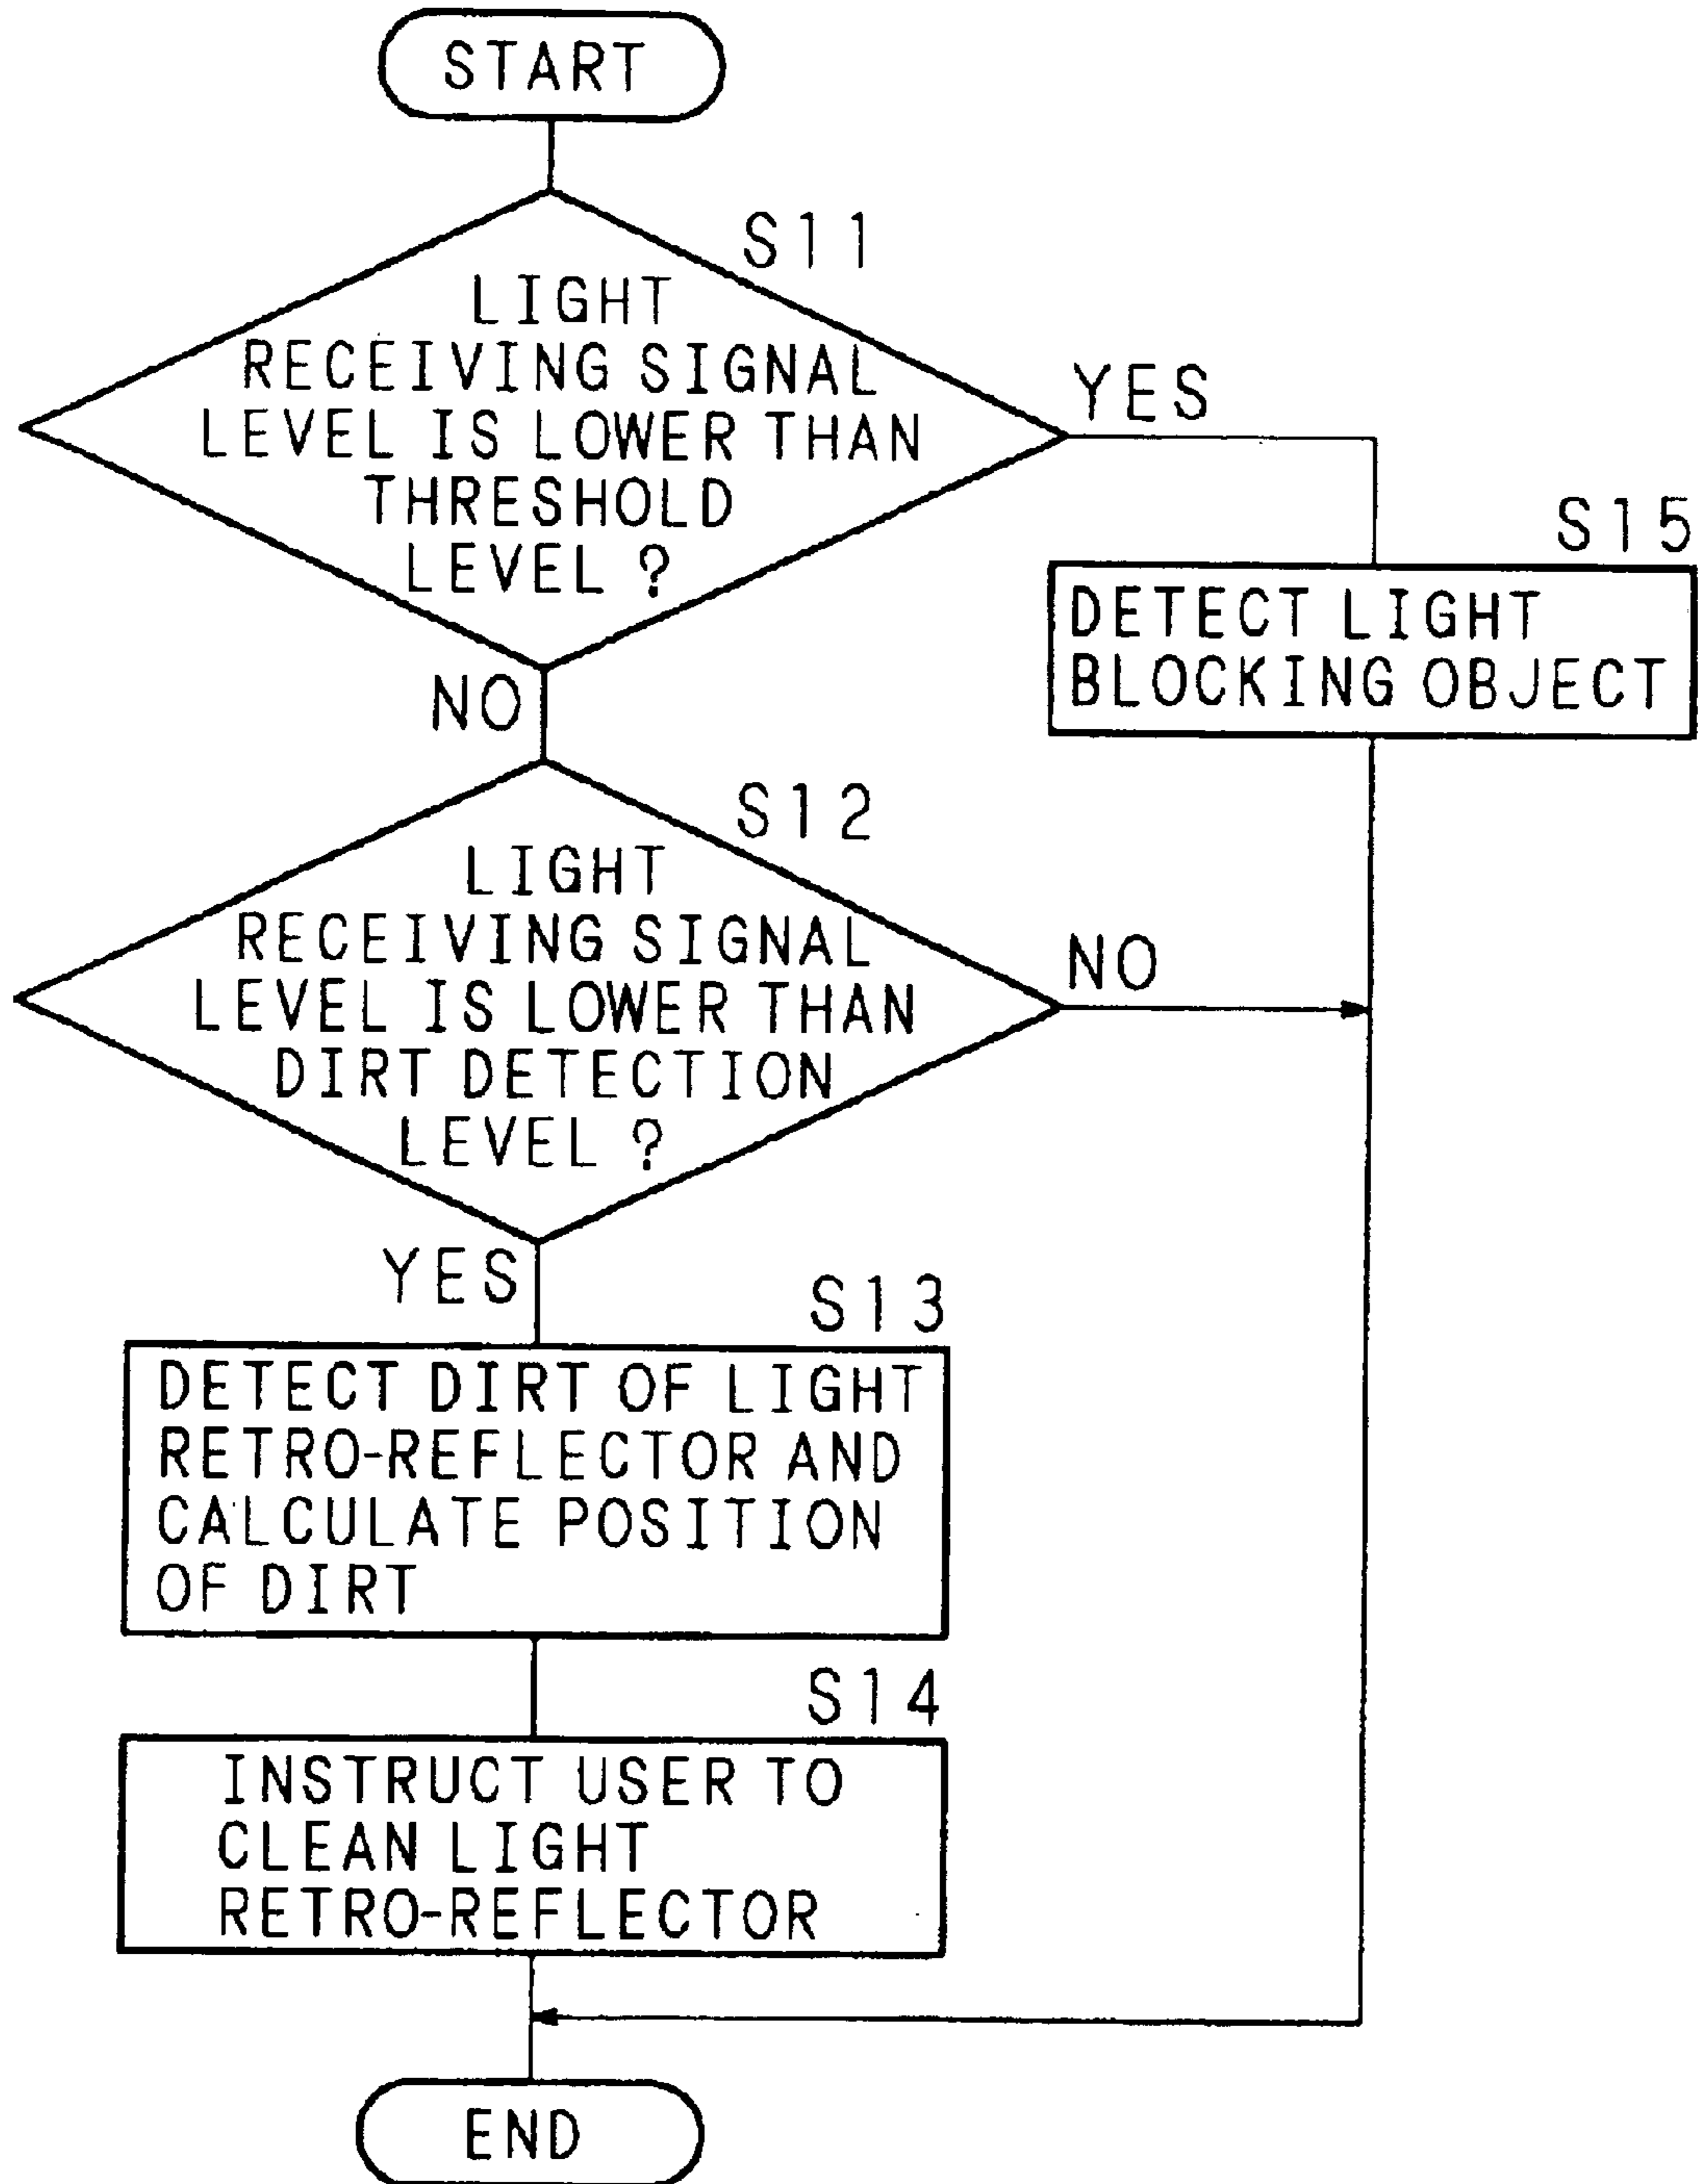 START
S11
LIGHT
RECEIVING SIGNAL
LEVEL IS LOWER THAN
THRESHOLD
LEVEL ?
YES
NO
S15
DETECT LIGHT
BLOCKING OBJECT
S12
LIGHT
RECEIVING SIGNAL
LEVEL IS LOWER THAN
DIRT DETECTION
LEVEL ?
NO
YES
S13
DETECT DIRT OF LIGHT
RETRO-REFLECTOR AND
CALCULATE POSITION
OF DIRT
S14
INSTRUCT USER TO
CLEAN LIGHT
RETRO-REFLECTOR
END